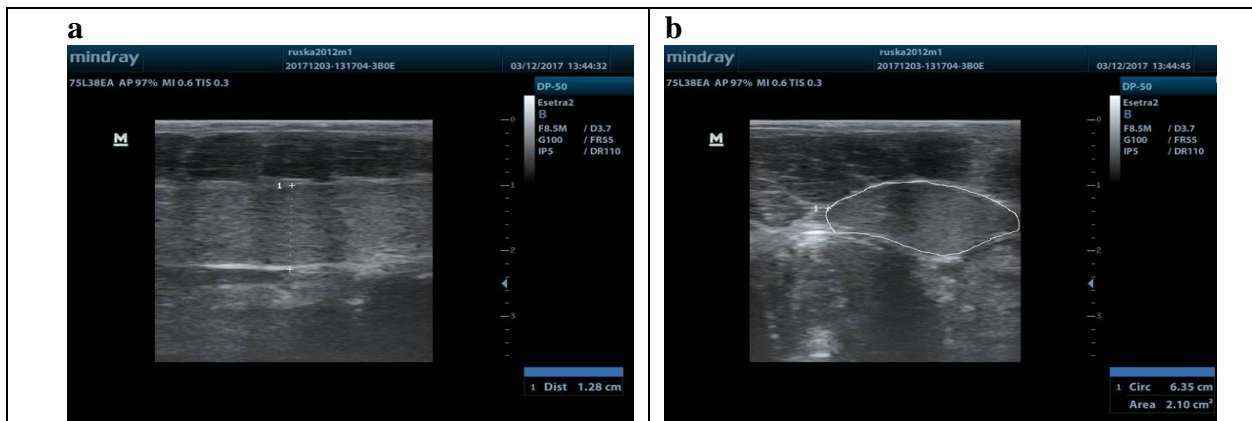 a
mindray
ruska2012m1
20171203-131704-3B0E
03/12/2017 13:44:32
75L38EA AP 97% MI 0.6 TIS 0.3
DP-50
Esetra2
B
F8.5M / D3.7
G100 / FR55
IP5 / DR110
M
0
1
2
3
1
1 Dist 1.28 cm
b
mindray
ruska2012m1
20171203-131704-3B0E
03/12/2017 13:44:45
75L38EA AP 97% MI 0.6 TIS 0.3
DP-50
Esetra2
B
F8.5M / D3.7
G100 / FR55
IP5 / DR110
M
0
1
2
3
1
1 Circ 6.35 cm
Area 2.10 cm²